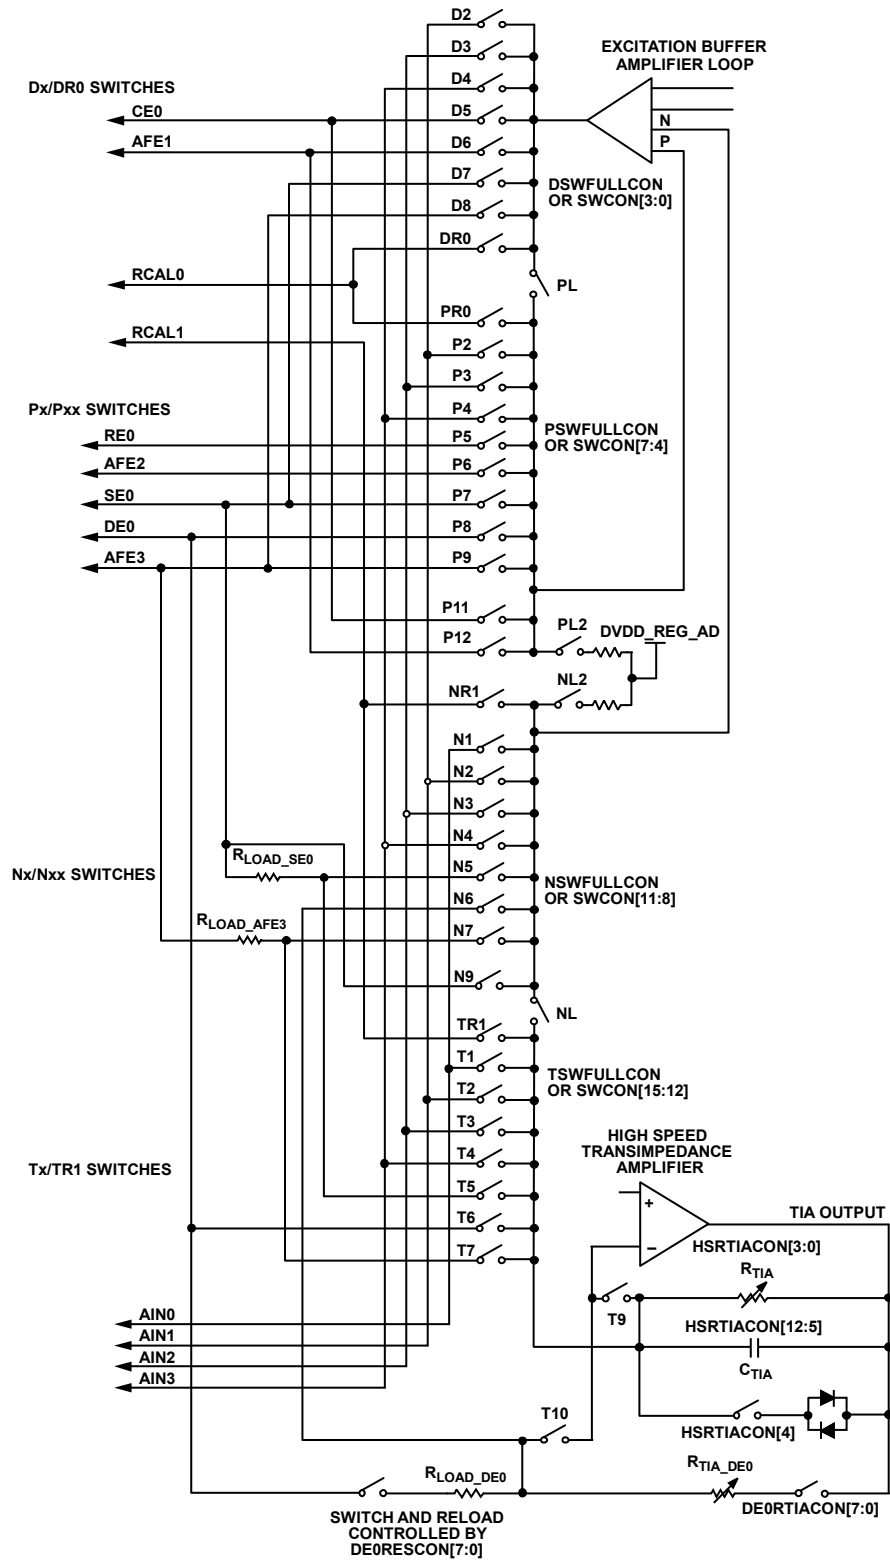 D2
EXCITATION BUFFER
AMPLIFIER LOOP
D3
Dx/DR0 SWITCHES
D4
CE0
D5
N
AFE1
D6
P
D7
DSWFULLCON
OR SWCON[3:0]
D8
DR0
RCAL0
PL
PR0
RCAL1
P2
P3
Px/Pxx SWITCHES
P4
PSWFULLCON
OR SWCON[7:4]
RE0
P5
AFE2
P6
SE0
P7
DE0
P8
AFE3
P9
P11
PL2
DVDD_REG_AD
P12
NR1
NL2
N1
N2
N3
N4
RLOAD_SE0
Nx/Nxx SWITCHES
N5
NSWFULLCON
OR SWCON[11:8]
N6
RLOAD_AFE3
N7
N9
NL
TR1
T1
TSWFULLCON
OR SWCON[15:12]
T2
T3
HIGH SPEED
TRANSIMPEDANCE
AMPLIFIER
Tx/TR1 SWITCHES
T4
T5
+
TIA OUTPUT
T6
–
HSRTIACON[3:0]
T7
RTIA
T9
AIN0
HSRTIACON[12:5]
AIN1
AIN2
CTIA
AIN3
T10
HSRTIACON[4]
RLOAD_DE0
RTIA_DE0
DE0RTIACON[7:0]
SWITCH AND RELOAD
CONTROLLED BY
DE0RESCON[7:0]